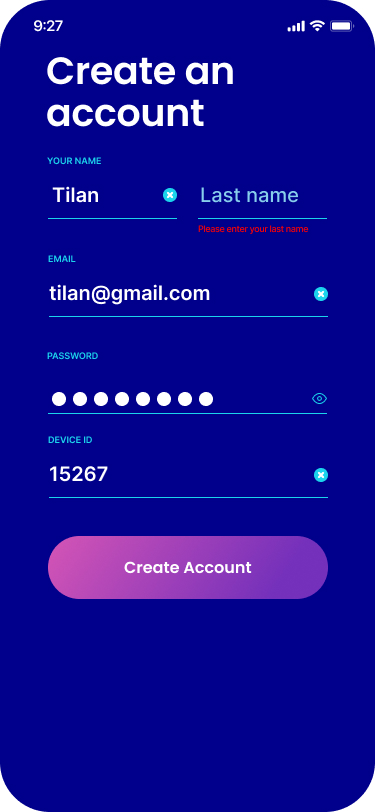 9:27
Create an
account
YOUR NAME
Tilan Last name
Please enter your last name
EMAIL
tilan@gmail.com
PASSWORD
DEVICE ID
15267
Create Account